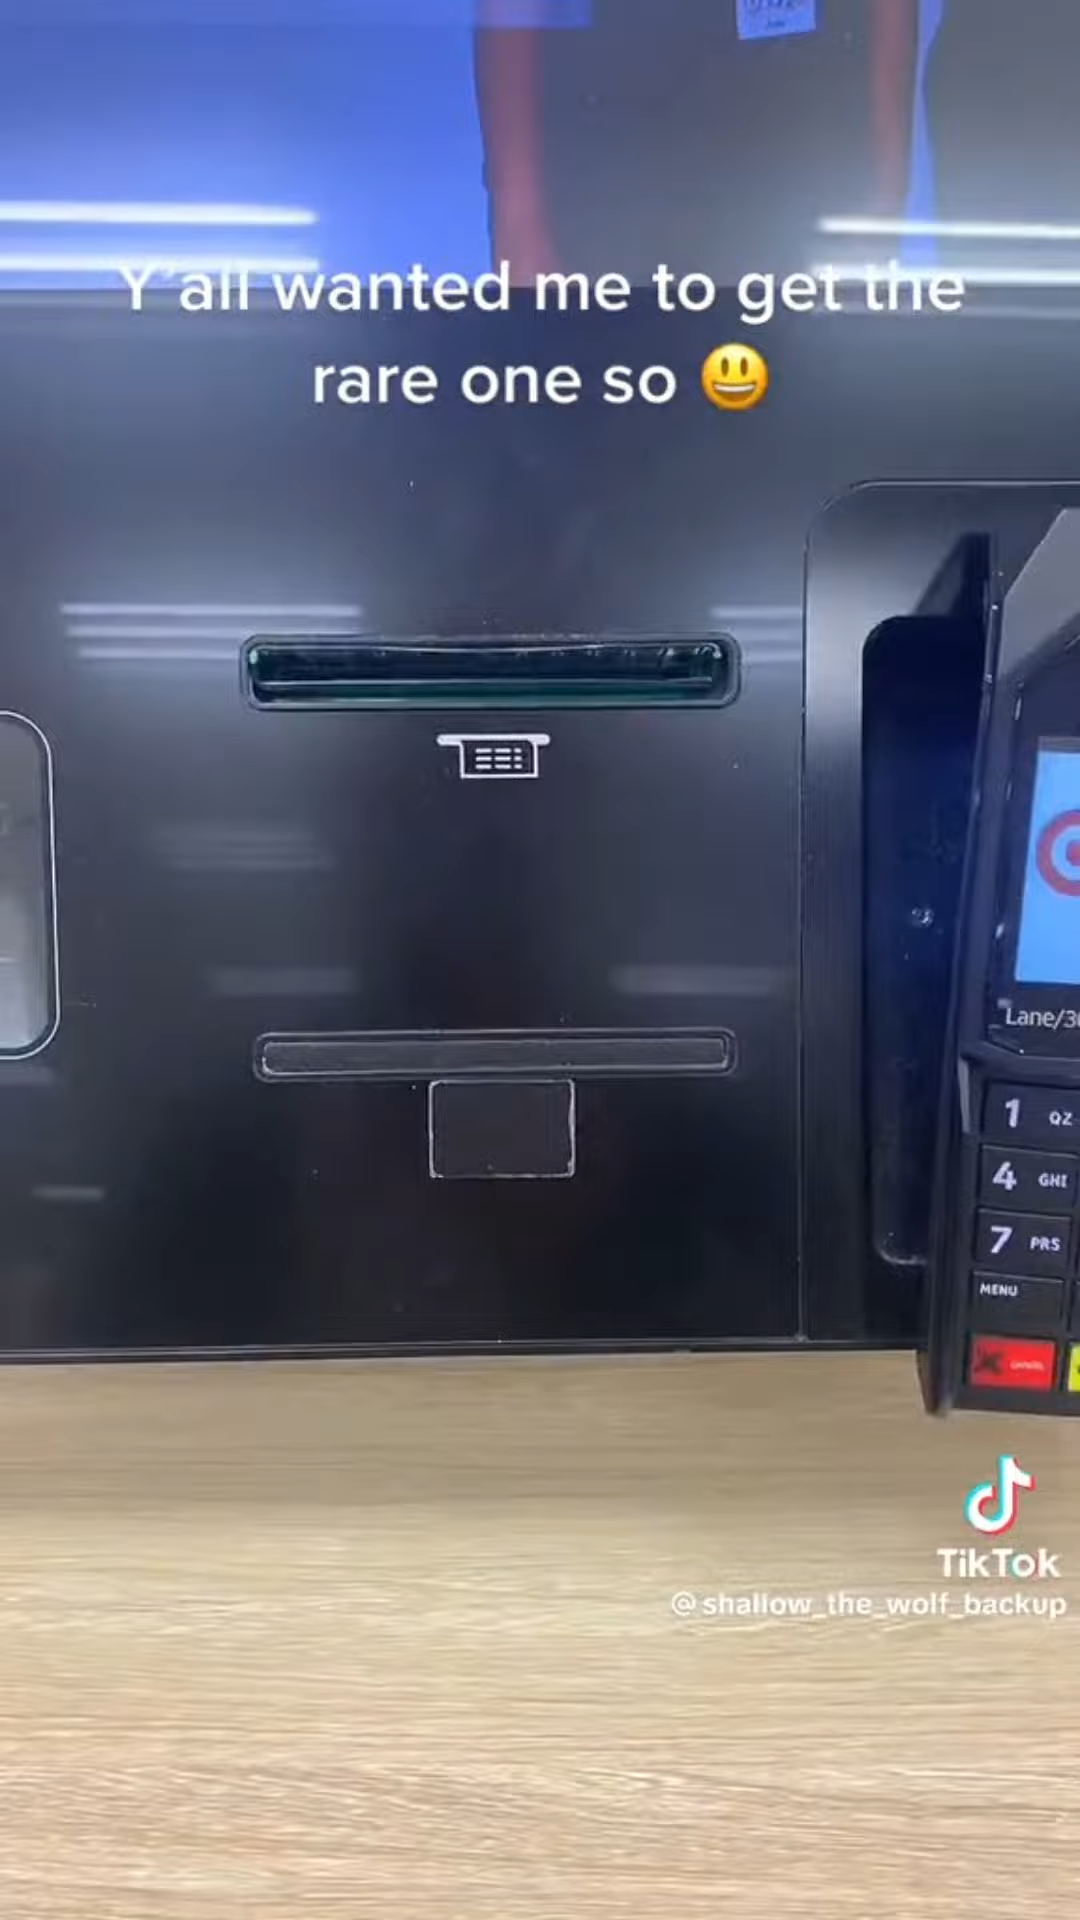 Y'all wanted me to get the
rare one so 😃
Lane/3
1 QZ
4 GHI
7 PRS
MENU
CANCEL
TikTok
@shallow_the_wolf_backup